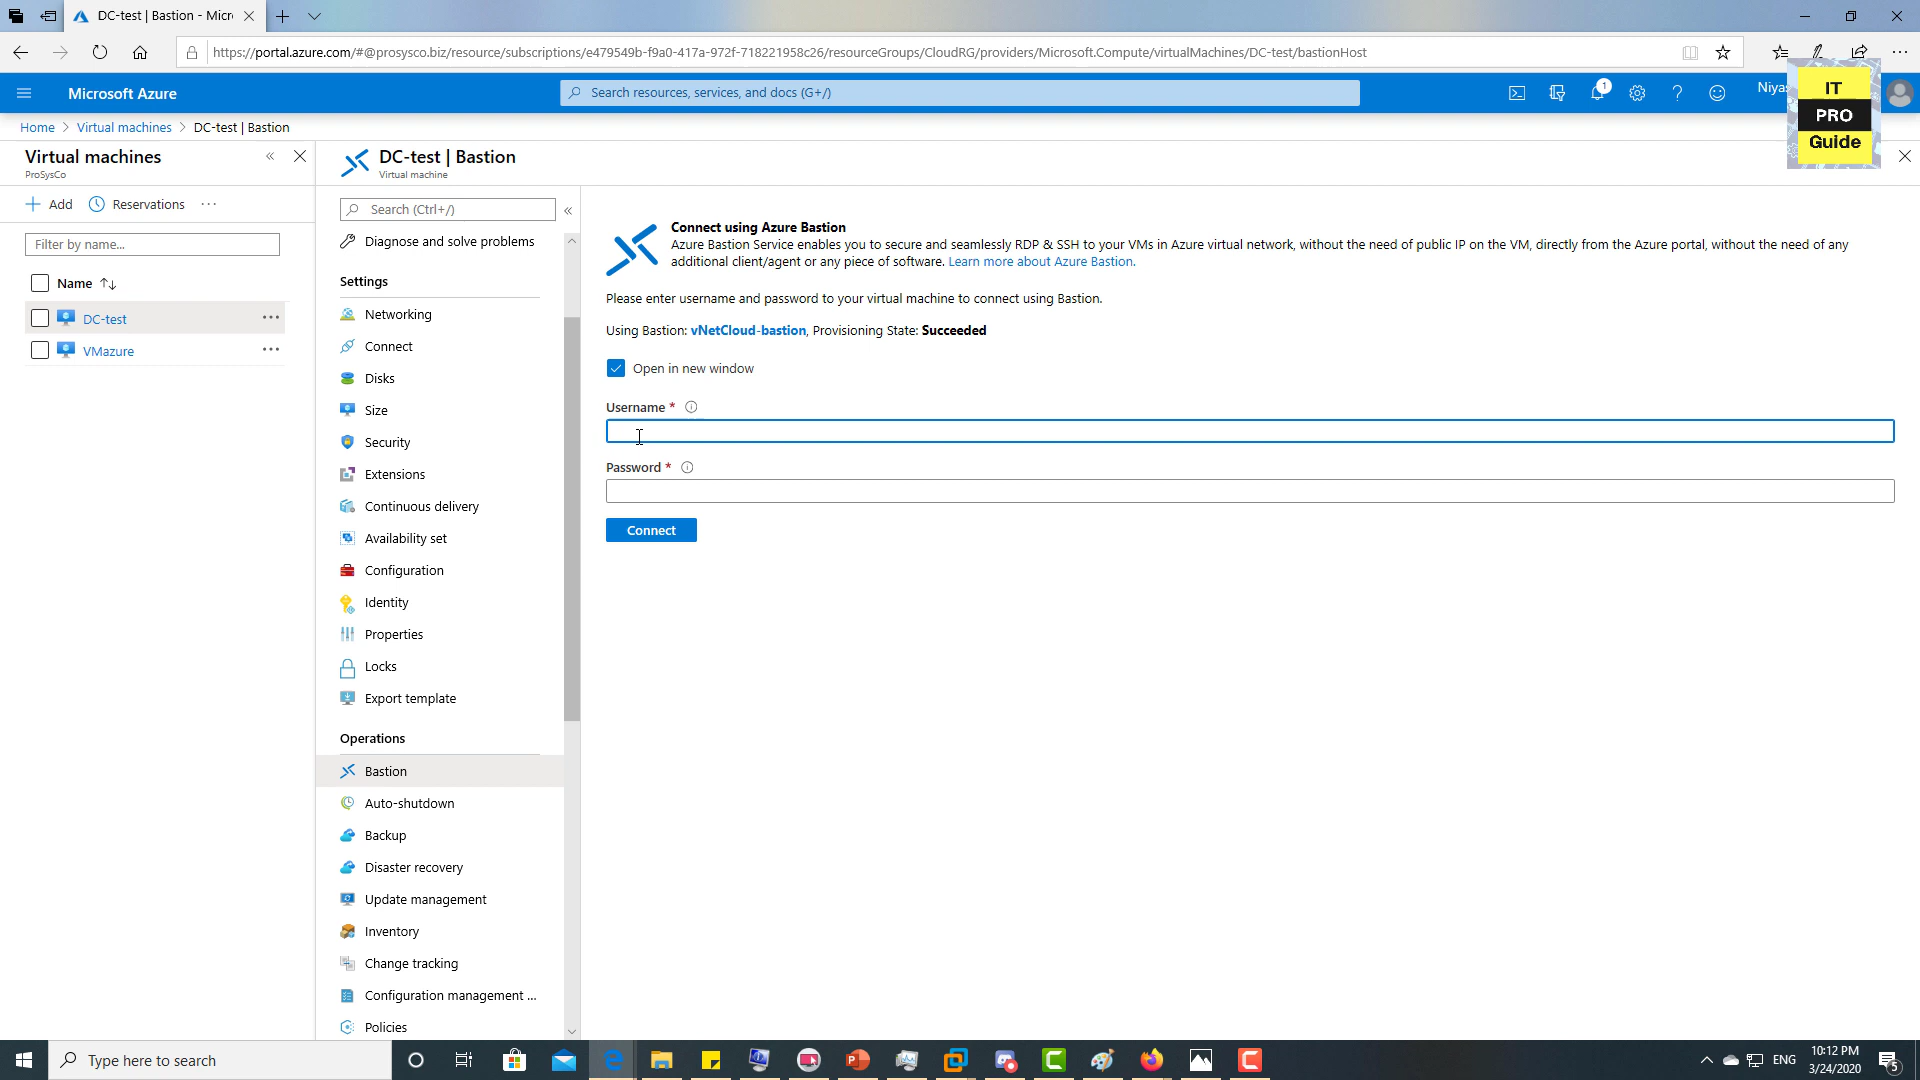 DC-test | Bastion - Micr
https://portal.azure.com/#@prosysco.biz/resource/subscriptions/e479549b-f9a0-417a-972f-718221958c26/resourceGroups/CloudRG/providers/Microsoft.Compute/virtualMachines/DC-test/bastionHost
Microsoft Azure
Search resources, services, and docs (G+/)
1
Niyas
IT
PRO
Guide
Home > Virtual machines > DC-test | Bastion
Virtual machines
ProSysCo
Add
Reservations
Filter by name...
Name
DC-test
VMazure
DC-test | Bastion
Virtual machine
Search (Ctrl+/)
Diagnose and solve problems
Settings
Networking
Connect
Disks
Size
Security
Extensions
Continuous delivery
Availability set
Configuration
Identity
Properties
Locks
Export template
Operations
Bastion
Auto-shutdown
Backup
Disaster recovery
Update management
Inventory
Change tracking
Configuration management ...
Policies
Connect using Azure Bastion
Azure Bastion Service enables you to secure and seamlessly RDP & SSH to your VMs in Azure virtual network, without the need of public IP on the VM, directly from the Azure portal, without the need of any
additional client/agent or any piece of software. Learn more about Azure Bastion.
Please enter username and password to your virtual machine to connect using Bastion.
Using Bastion: vNetCloud-bastion, Provisioning State: Succeeded
Open in new window
Username *
Password *
Connect
Type here to search
ENG
10:12 PM
3/24/2020
5